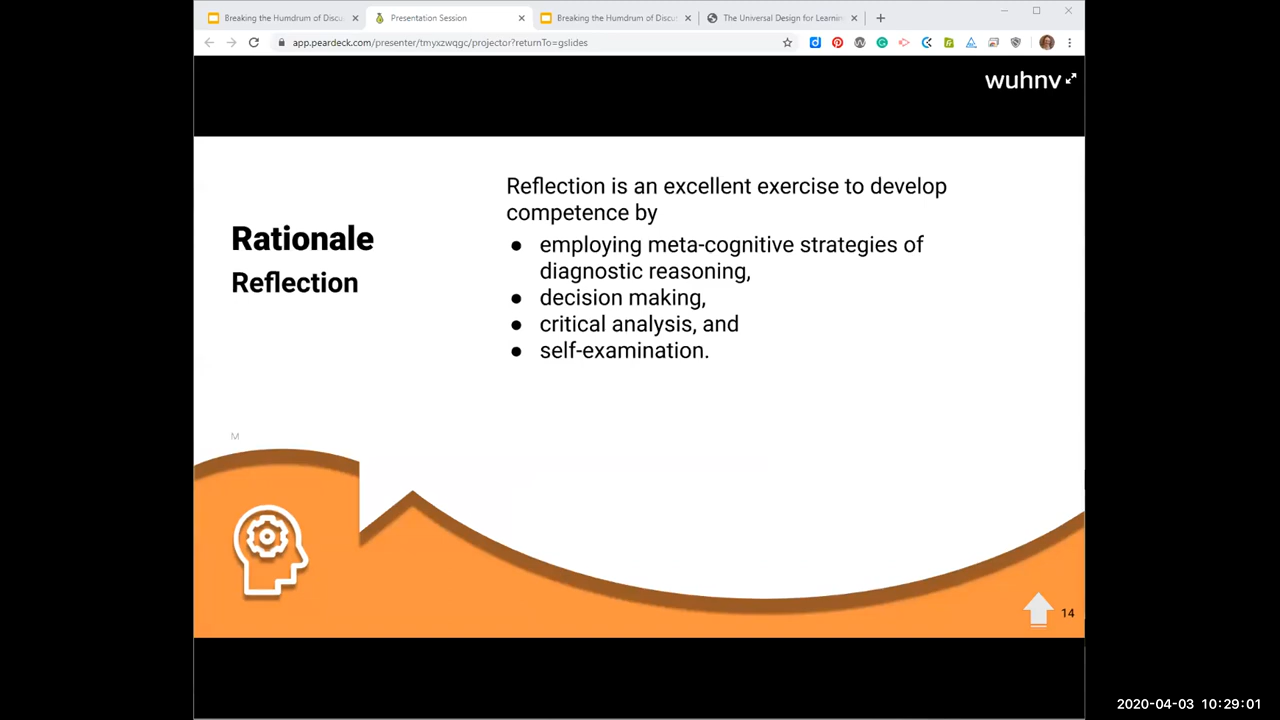 Breaking the Humdrum of Discu
Presentation Session
Breaking the Humdrum of Discu
The Universal Design for Learnin
app.peardeck.com/presenter/tmyxzwqgc/projector?returnTo=gslides
wuhnv
Rationale
Reflection
Reflection is an excellent exercise to develop
competence by
● employing meta-cognitive strategies of
diagnostic reasoning,
● decision making,
● critical analysis, and
● self-examination.
M
14
2020-04-03 10:29:01